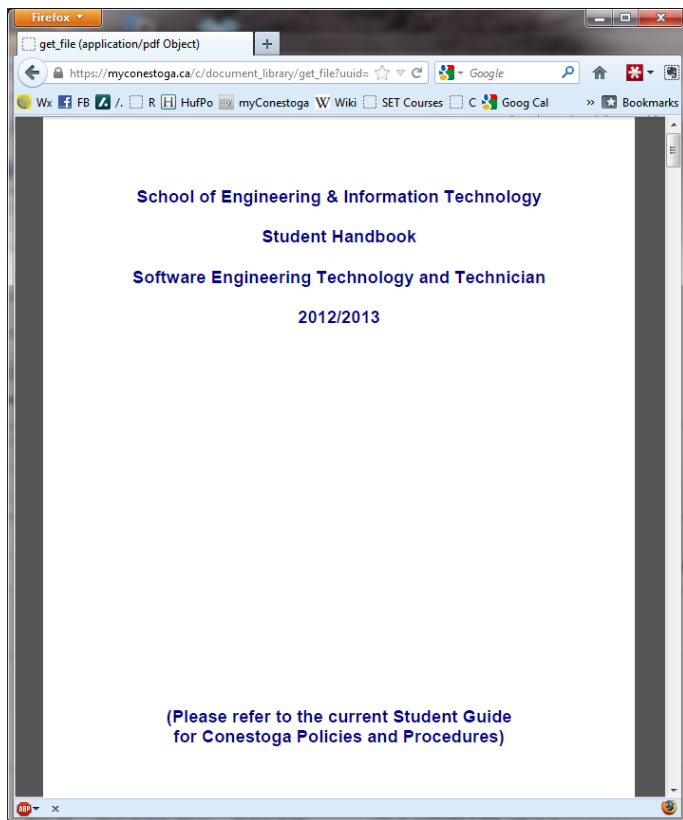 Firefox
get_file (application/pdf Object)
https://myconestoga.ca/c/document_library/get_file?uuid=
Google
Wx FB /. R HufPo myConestoga Wiki SET Courses C Goog Cal » Bookmarks
School of Engineering & Information Technology
Student Handbook
Software Engineering Technology and Technician
2012/2013
(Please refer to the current Student Guide
for Conestoga Policies and Procedures)
ABP x